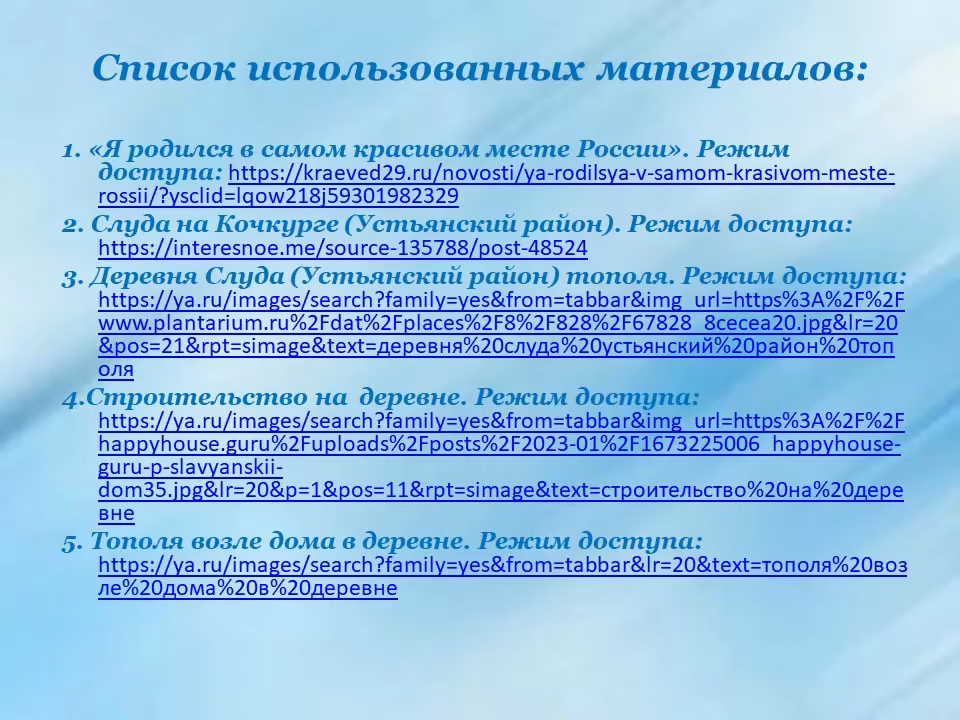 Список использованных материалов:
1. «Я родился в самом красивом месте России». Режим
доступа: https://kraeved29.ru/novosti/ya-rodilsya-v-samom-krasivom-meste-
rossii/?ysclid=lqow218j59301982329
2. Слуда на Кочкурге (Устьянский район). Режим доступа:
https://interesnoe.me/source-135788/post-48524
3. Деревня Слуда (Устьянский район) тополя. Режим доступа:
https://ya.ru/images/search?family=yes&from=tabbar&img_url=https%3A%2F%2F
www.plantarium.ru%2Fdat%2Fplaces%2F8%2F828%2F67828_8cecea20.jpg&lr=20
&pos=21&rpt=simage&text=деревня%20слуда%20устьянский%20район%20топ
оля
4.Строительство на деревне. Режим доступа:
https://ya.ru/images/search?family=yes&from=tabbar&img_url=https%3A%2F%2F
happyhouse.guru%2Fuploads%2Fposts%2F2023-01%2F1673225006_happyhouse-
guru-p-slavyanskii-
dom35.jpg&lr=20&p=1&pos=11&rpt=simage&text=строительство%20на%20дере
вне
5. Тополя возле дома в деревне. Режим доступа:
https://ya.ru/images/search?family=yes&from=tabbar&lr=20&text=тополя%20воз
ле%20дома%20в%20деревне